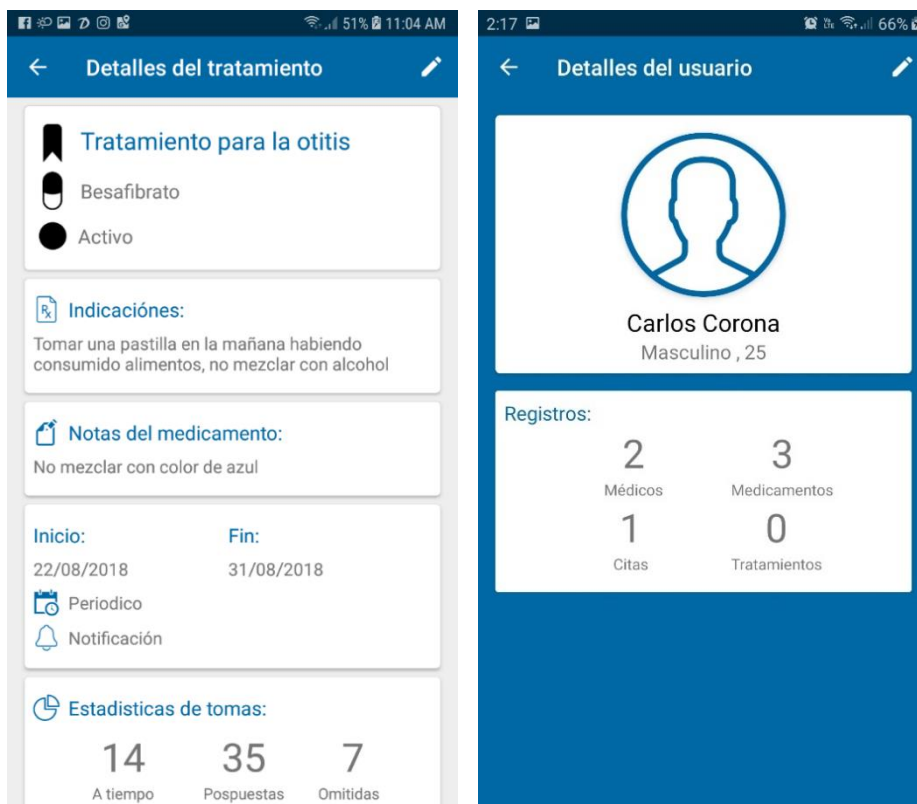 51% 11:04 AM
Detalles del tratamiento
Tratamiento para la otitis
Besafibrato
Activo
Indicaciónes:
Tomar una pastilla en la mañana habiendo
consumido alimentos, no mezclar con alcohol
Notas del medicamento:
No mezclar con color de azul
Inicio: Fin:
22/08/2018 31/08/2018
Periodico
Notificación
Estadisticas de tomas:
14 35 7
A tiempo Pospuestas Omitidas
2:17 66%
Detalles del usuario
Carlos Corona
Masculino , 25
Registros:
2 3
Médicos Medicamentos
1 0
Citas Tratamientos